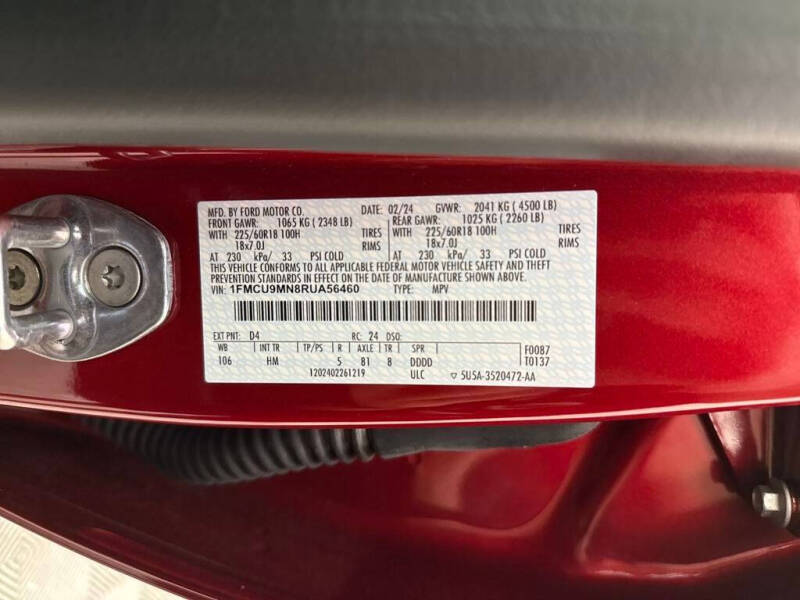 MFD. BY FORD MOTOR CO. DATE: 02/24 GVWR: 2041 KG ( 4500 LB)
FRONT GAWR: 1065 KG ( 2348 LB) REAR GAWR: 1025 KG ( 2260 LB)
WITH 225/60R18 100H TIRES WITH 225/60R18 100H TIRES
18x7.0J RIMS 18x7.0J RIMS
AT 230 kPa/ 33 PSI COLD AT 230 kPa/ 33 PSI COLD
THIS VEHICLE CONFORMS TO ALL APPLICABLE FEDERAL MOTOR VEHICLE SAFETY AND THEFT
PREVENTION STANDARDS IN EFFECT ON THE DATE OF MANUFACTURE SHOWN ABOVE.
VIN: 1FMCU9MN8RUA56460 TYPE: MPV
EXT PNT: D4 RC: 24 DSO:
WB INT TR TP/PS R AXLE TR SPR F0087
106 HM 5 81 8 DDDD T0137
1202402261219 ULC ▽ 5USA-3520472-AA